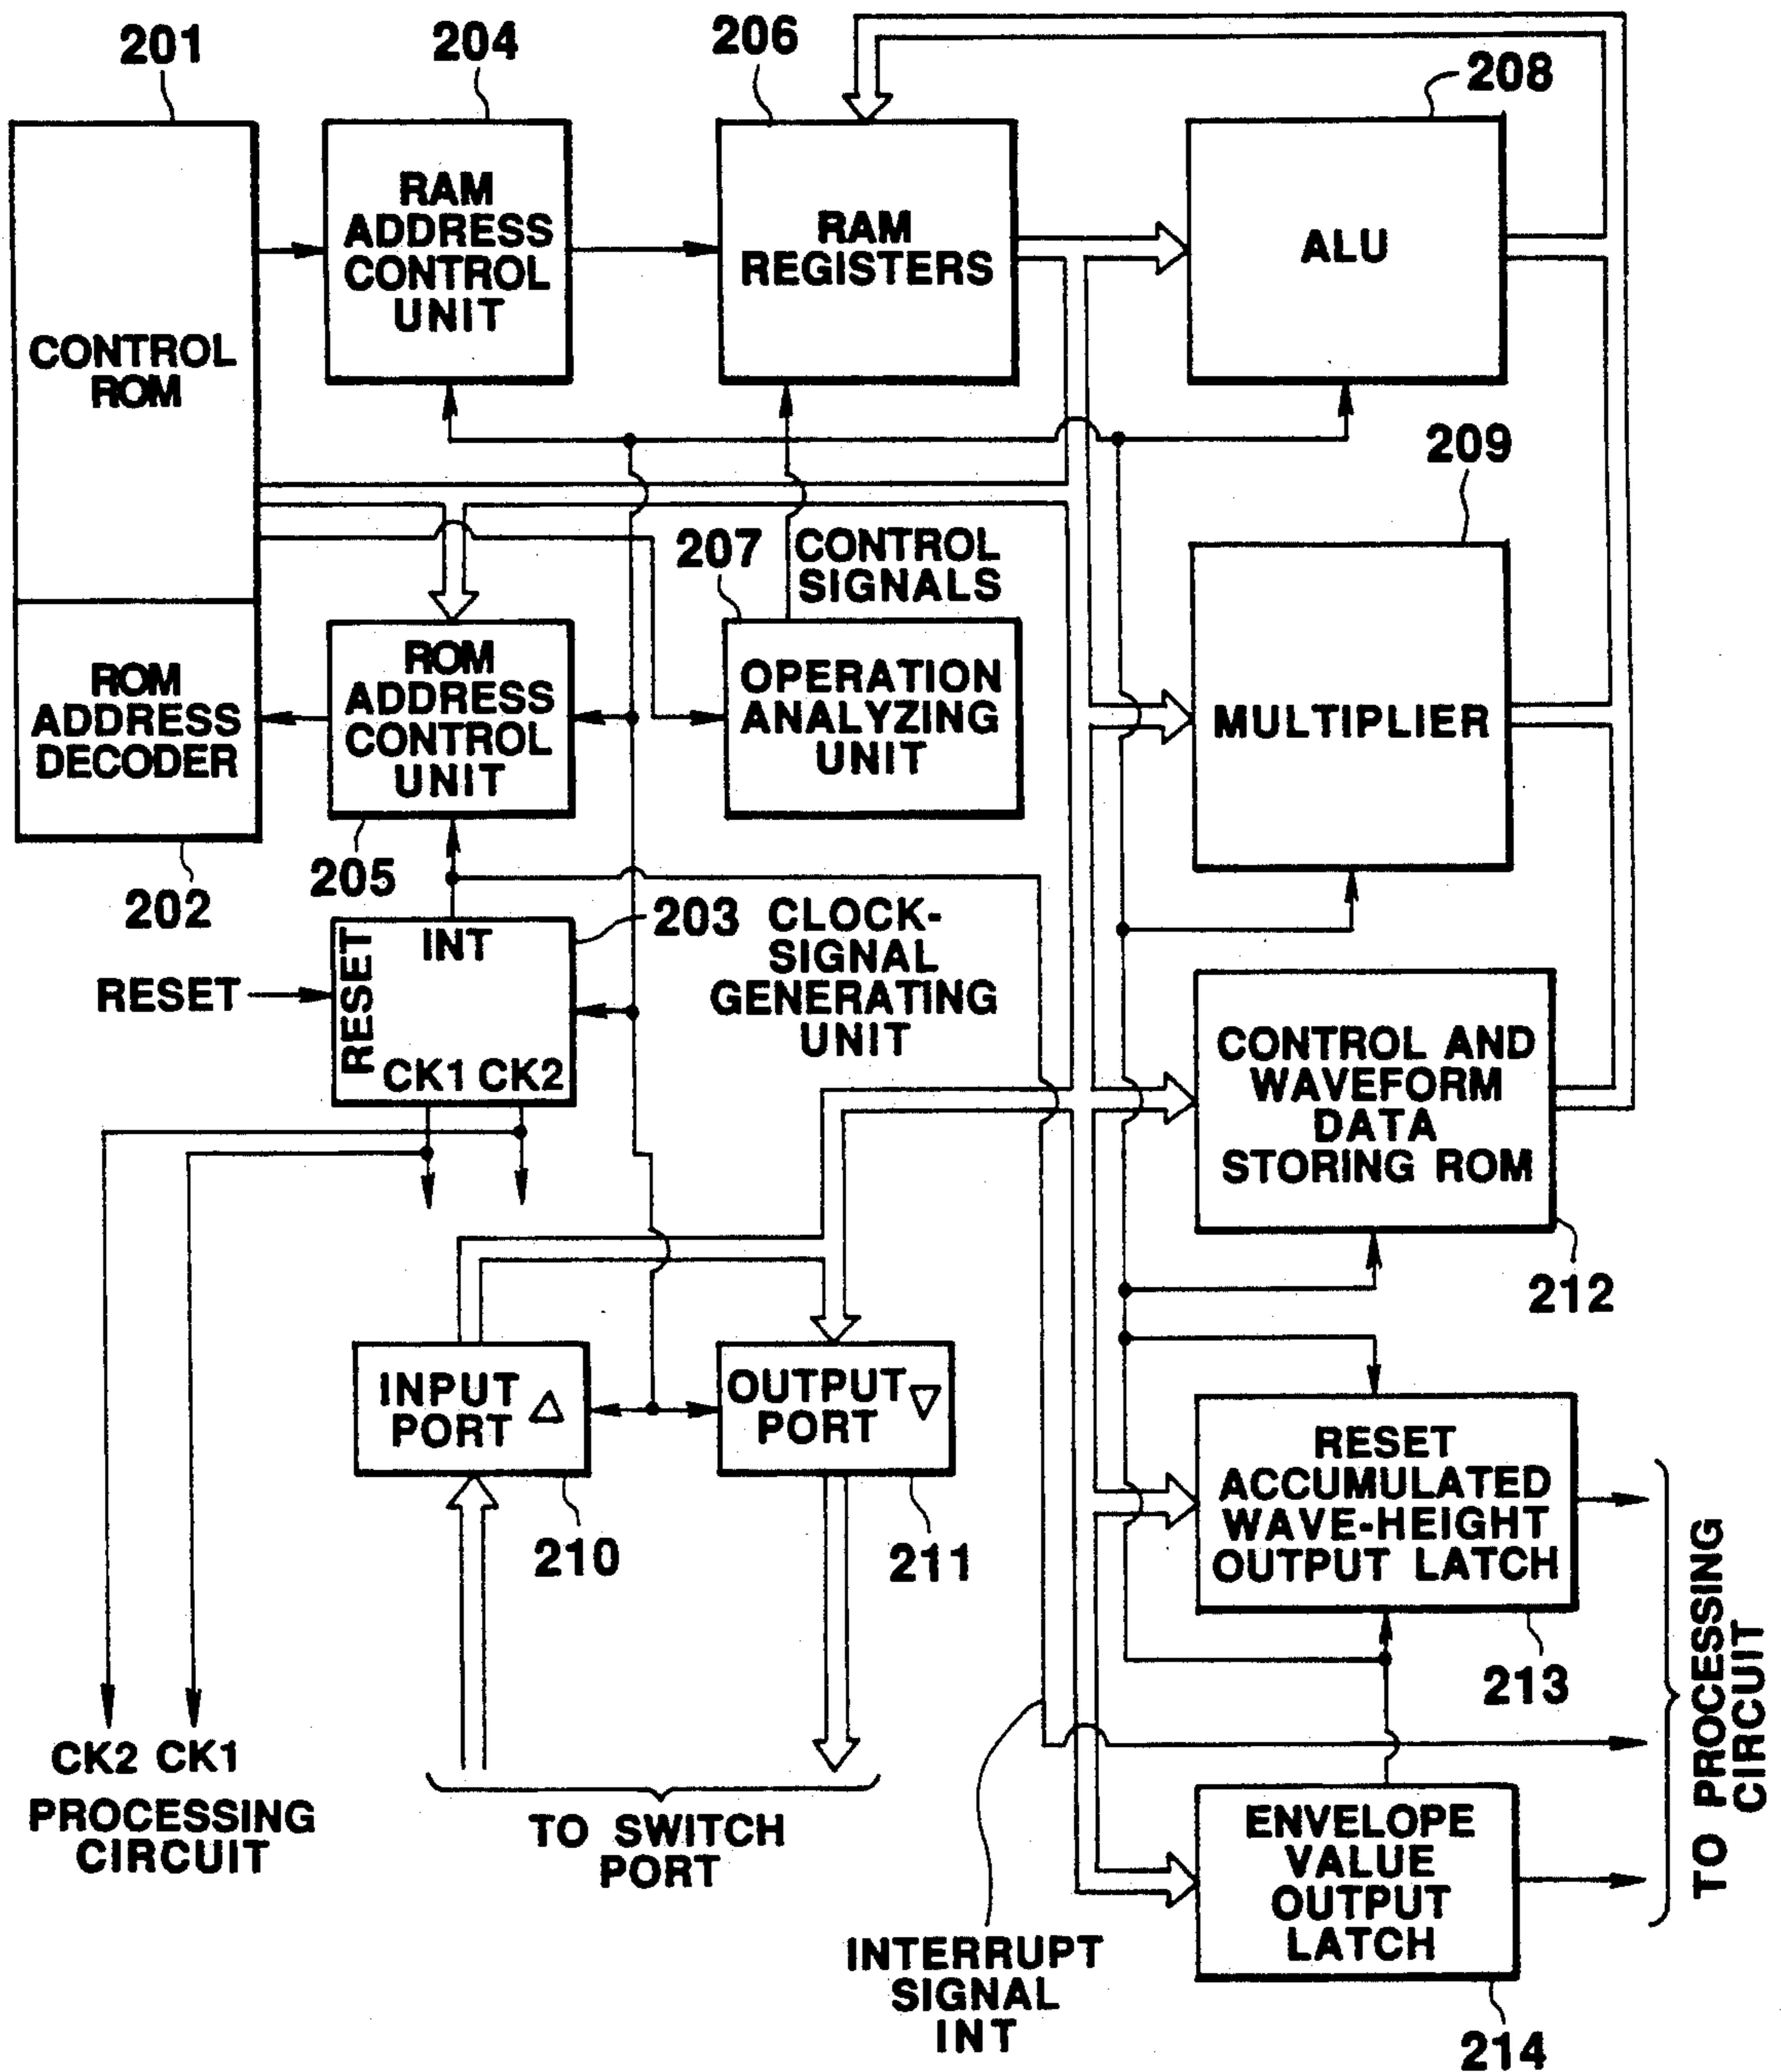 201
204
206
208
CONTROL
ROM
RAM
ADDRESS
CONTROL
UNIT
RAM
REGISTERS
ALU
209
207
CONTROL
SIGNALS
ROM
ADDRESS
DECODER
ROM
ADDRESS
CONTROL
UNIT
OPERATION
ANALYZING
UNIT
MULTIPLIER
202
205
203
CLOCK-
SIGNAL
GENERATING
UNIT
RESET
RESET
INT
CK1 CK2
CONTROL AND
WAVEFORM
DATA
STORING ROM
212
INPUT
PORT
OUTPUT
PORT
210
211
RESET
ACCUMULATED
WAVE-HEIGHT
OUTPUT LATCH
213
CK2 CK1
PROCESSING
CIRCUIT
TO SWITCH
PORT
TO PROCESSING
CIRCUIT
ENVELOPE
VALUE
OUTPUT
LATCH
214
INTERRUPT
SIGNAL
INT